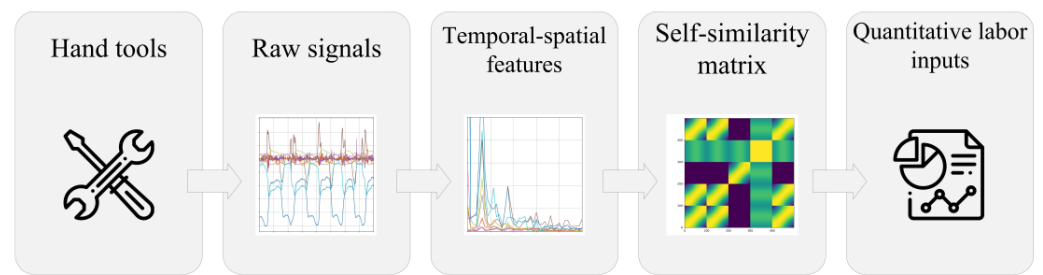 Hand tools
Raw signals
Temporal-spatial
features
Self-similarity
matrix
Quantitative labor
inputs